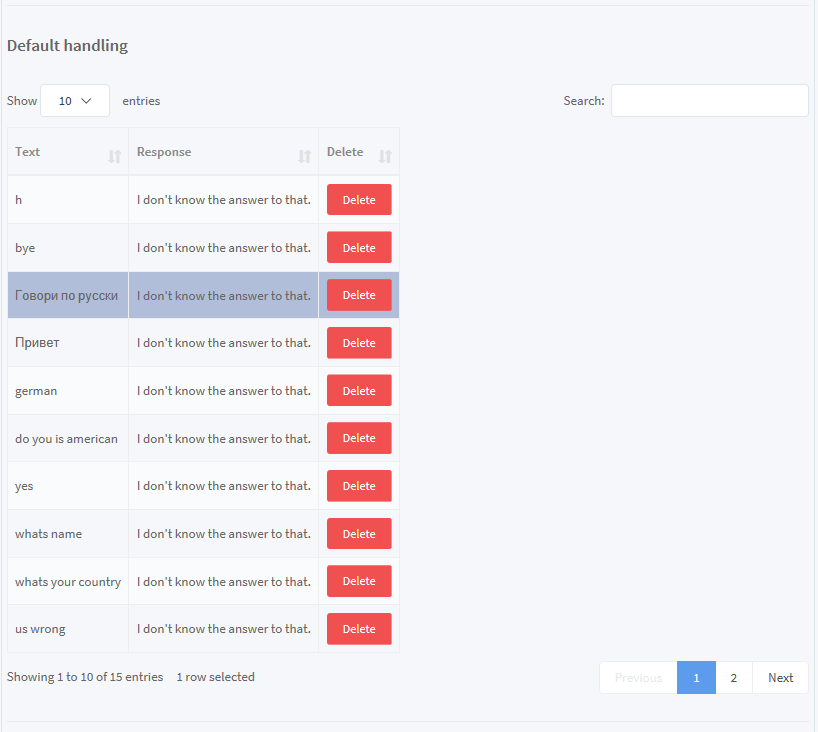 Default handling
Show 10 entries Search:
Text Response Delete
h I don't know the answer to that. Delete
bye I don't know the answer to that. Delete
Говори по русски I don't know the answer to that. Delete
Привет I don't know the answer to that. Delete
german I don't know the answer to that. Delete
do you is american I don't know the answer to that. Delete
yes I don't know the answer to that. Delete
whats name I don't know the answer to that. Delete
whats your country I don't know the answer to that. Delete
us wrong I don't know the answer to that. Delete
Showing 1 to 10 of 15 entries 1 row selected Previous 1 2 Next